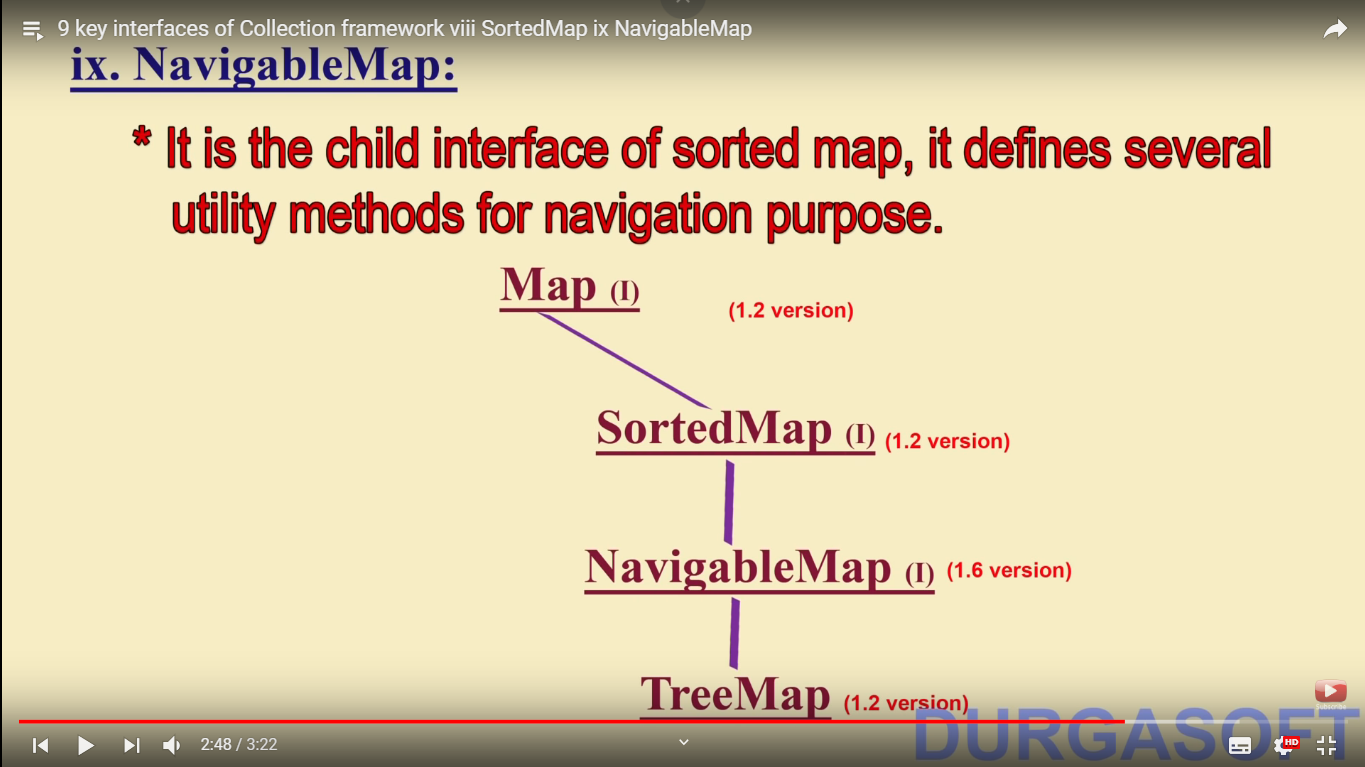 9 key interfaces of Collection framework viii SortedMap ix NavigableMap
ix. NavigableMap:
* It is the child interface of sorted map, it defines several
utility methods for navigation purpose.
Map (I)
(1.2 version)
SortedMap (I) (1.2 version)
NavigableMap (I) (1.6 version)
TreeMap (1.2 version)
Subscribe
DURGASOFT
2:48 / 3:22
HD